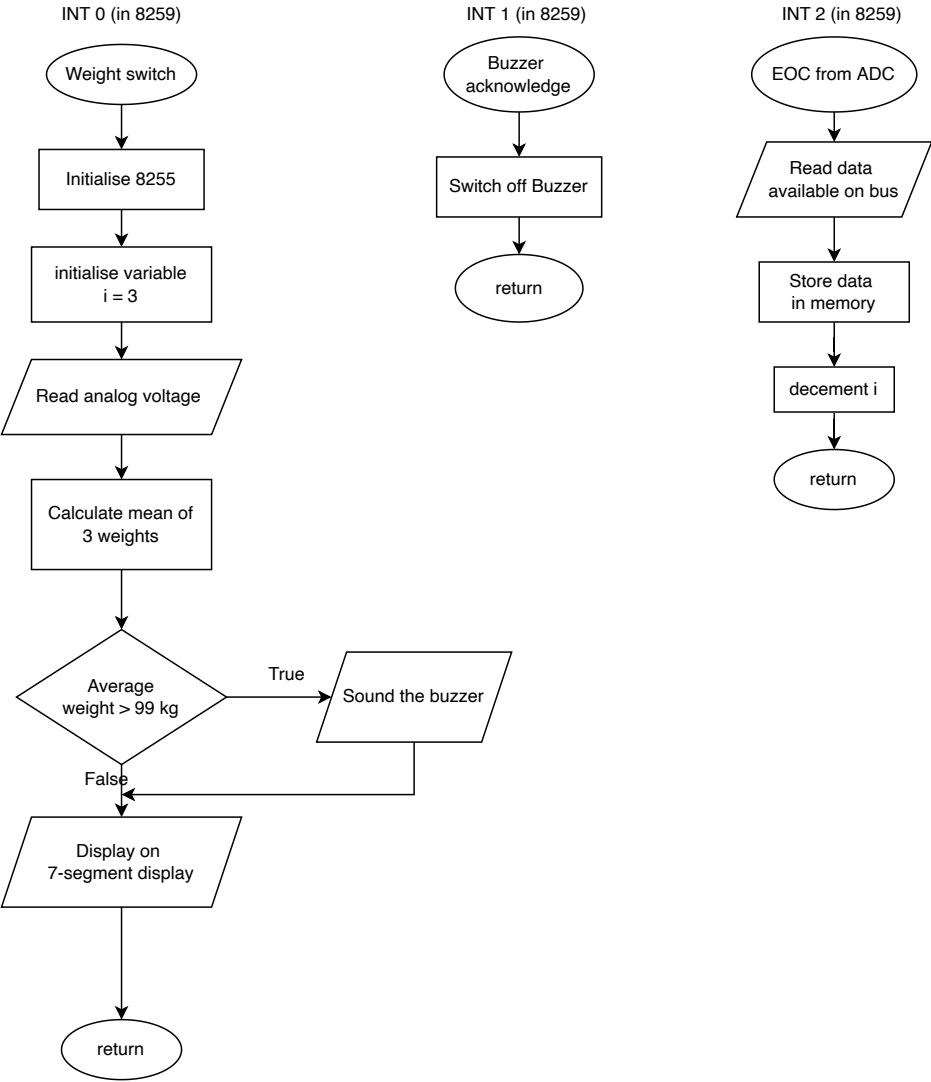 INT 0 (in 8259)
Weight switch
Initialise 8255
initialise variable
i = 3
Read analog voltage
Calculate mean of
3 weights
Average
weight > 99 kg
True
Sound the buzzer
False
Display on
7-segment display
return
INT 1 (in 8259)
Buzzer
acknowledge
Switch off Buzzer
return
INT 2 (in 8259)
EOC from ADC
Read data
available on bus
Store data
in memory
decement i
return